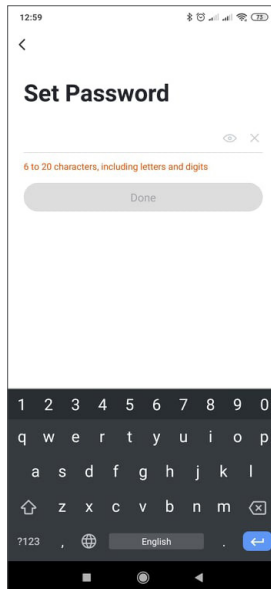 12:59
73
Set Password
6 to 20 characters, including letters and digits
Done
1 2 3 4 5 6 7 8 9 0
q w e r t y u i o p
a s d f g h j k l
z x c v b n m
?123 , English .